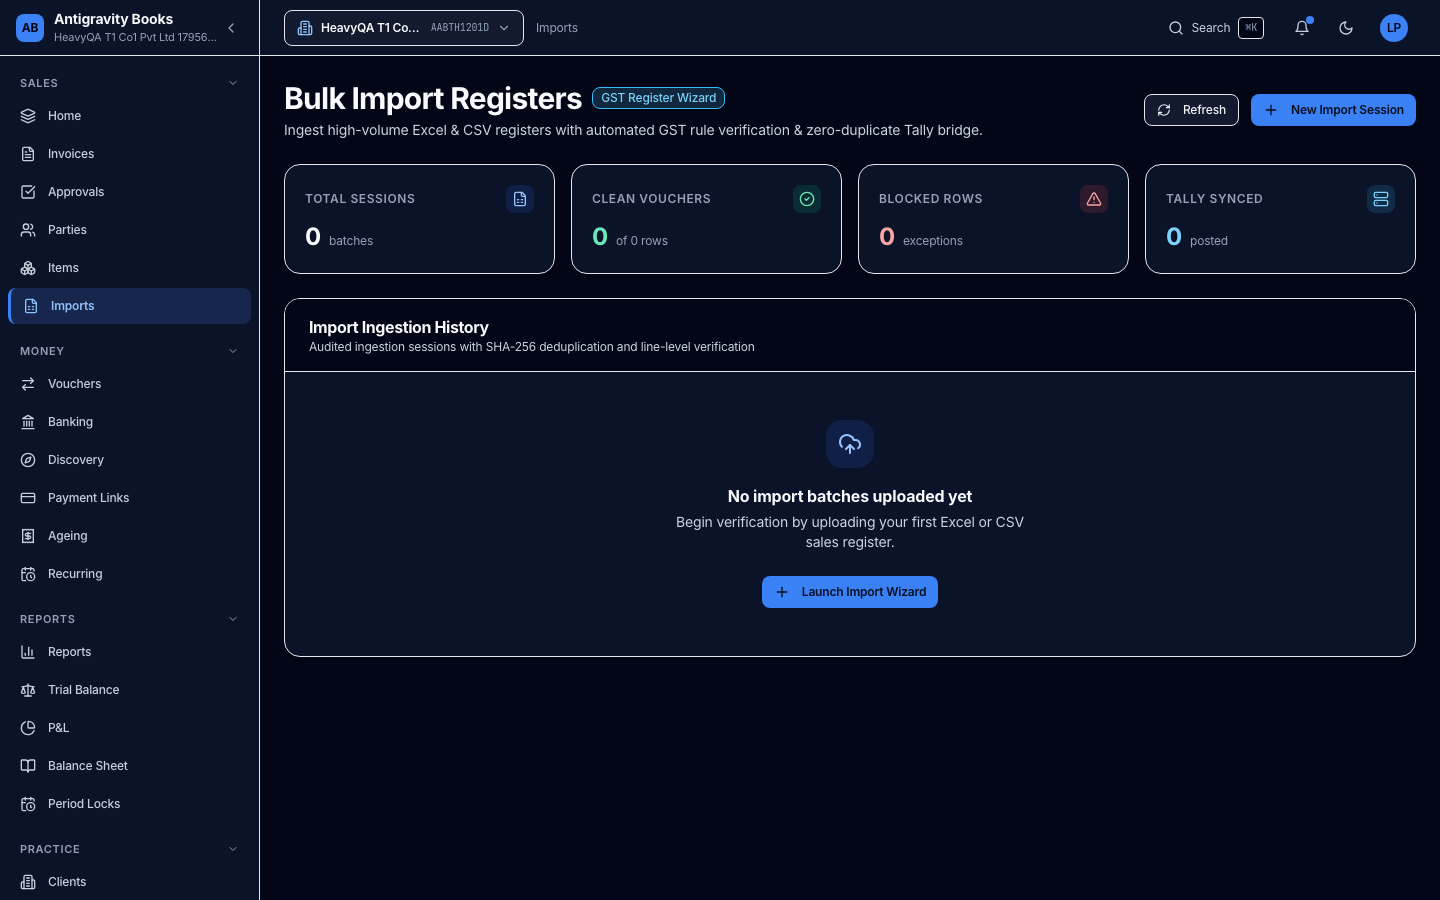 AB
Antigravity Books
HeavyQA T1 Co1 Pvt Ltd 17956...
SALES
Home
Invoices
Approvals
Parties
Items
Imports
MONEY
Vouchers
Banking
Discovery
Payment Links
Ageing
Recurring
REPORTS
Reports
Trial Balance
P&L
Balance Sheet
Period Locks
PRACTICE
Clients
HeavyQA T1 Co... AABTH1201D
Imports
Search ⌘K
LP
Bulk Import Registers
GST Register Wizard
Ingest high-volume Excel & CSV registers with automated GST rule verification & zero-duplicate Tally bridge.
Refresh
New Import Session
TOTAL SESSIONS
0 batches
CLEAN VOUCHERS
0 of 0 rows
BLOCKED ROWS
0 exceptions
TALLY SYNCED
0 posted
Import Ingestion History
Audited ingestion sessions with SHA-256 deduplication and line-level verification
No import batches uploaded yet
Begin verification by uploading your first Excel or CSV
sales register.
Launch Import Wizard